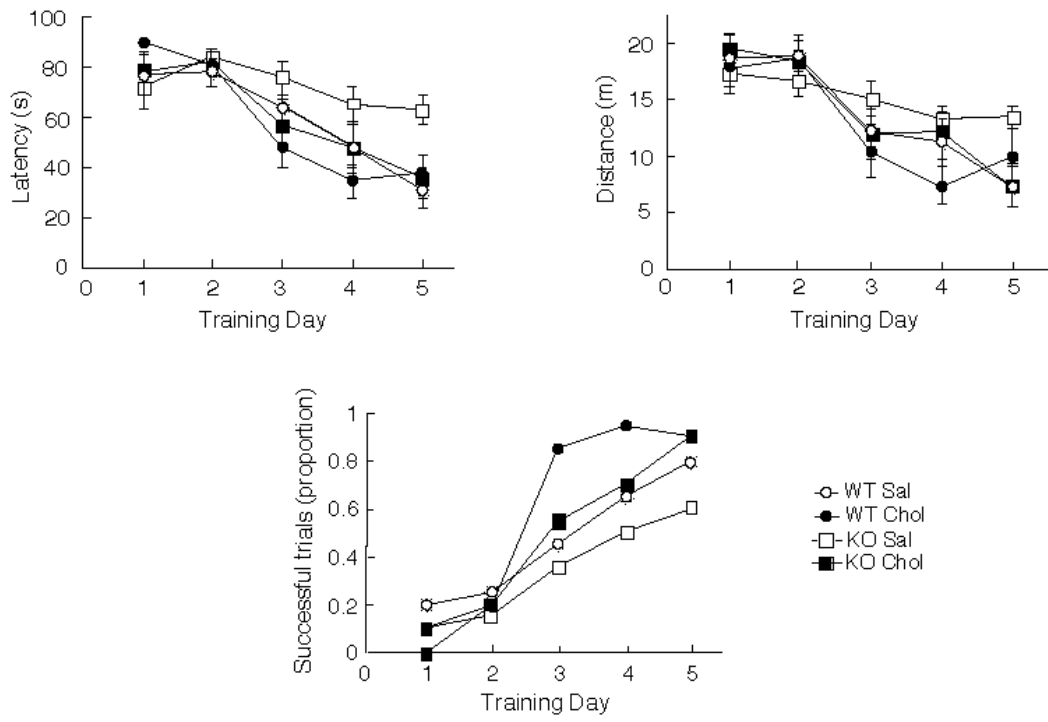 100
80
60
40
20
0
0 1 2 3 4 5
Latency (s)
Training Day
20
15
10
5
0
0 1 2 3 4 5
Distance (m)
Training Day
1
0.8
0.6
0.4
0.2
0
0 1 2 3 4 5
Successful trials (proportion)
Training Day
WT Sal
WT Chol
KO Sal
KO Chol